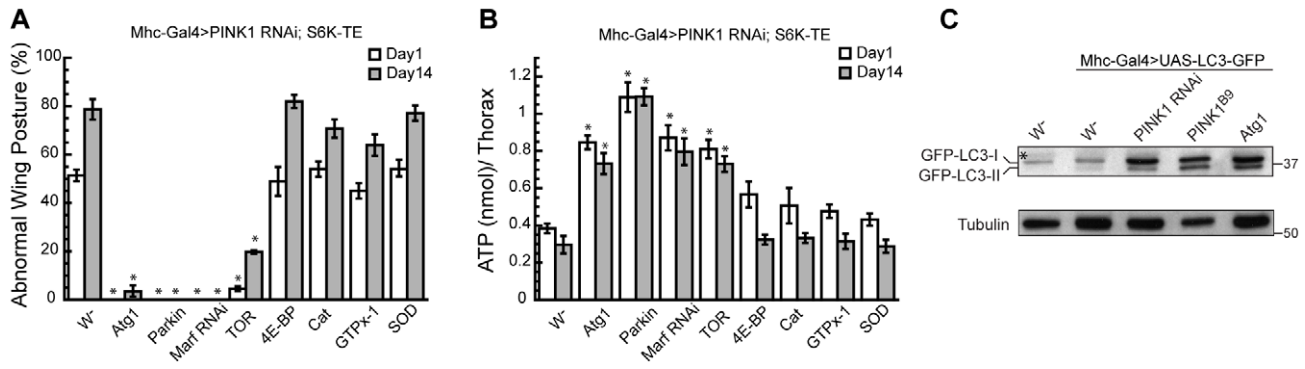 A
Mhc-Gal4>PINK1 RNAi; S6K-TE
Day1
Day14
Abnormal Wing Posture (%)
100
80
60
40
20
0
* * * * * * * *
W-
Atg1
Parkin
Marf RNAi
TOR
4E-BP
Cat
GTPx-1
SOD
B
Mhc-Gal4>PINK1 RNAi; S6K-TE
Day1
Day14
ATP (nmol)/ Thorax
1.2
1
0.8
0.6
0.4
0.2
0
* * * * * * * *
W-
Atg1
Parkin
Marf RNAi
TOR
4E-BP
Cat
GTPx-1
SOD
C
Mhc-Gal4>UAS-LC3-GFP
W-
W-
PINK1 RNAi
PINK1B9
Atg1
GFP-LC3-I
*
GFP-LC3-II
37
Tubulin
50